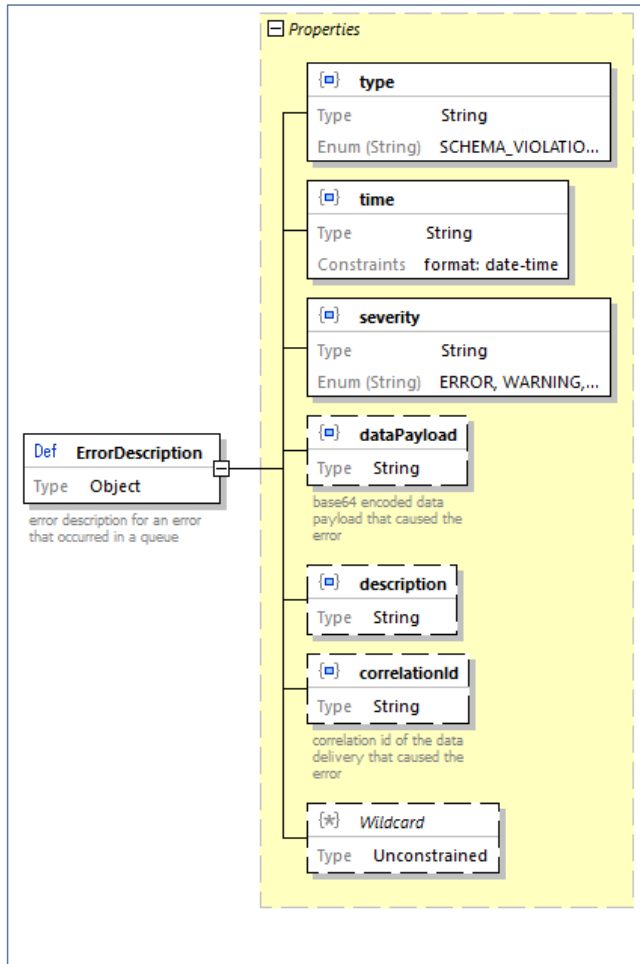 Properties
type
Type String
Enum (String) SCHEMA_VIOLATIO...
time
Type String
Constraints format: date-time
severity
Type String
Enum (String) ERROR, WARNING,...
Def ErrorDescription
Type Object
error description for an error
that occurred in a queue
dataPayload
Type String
base64 encoded data
payload that caused the
error
description
Type String
correlationId
Type String
correlation id of the data
delivery that caused the
error
{*} Wildcard
Type Unconstrained